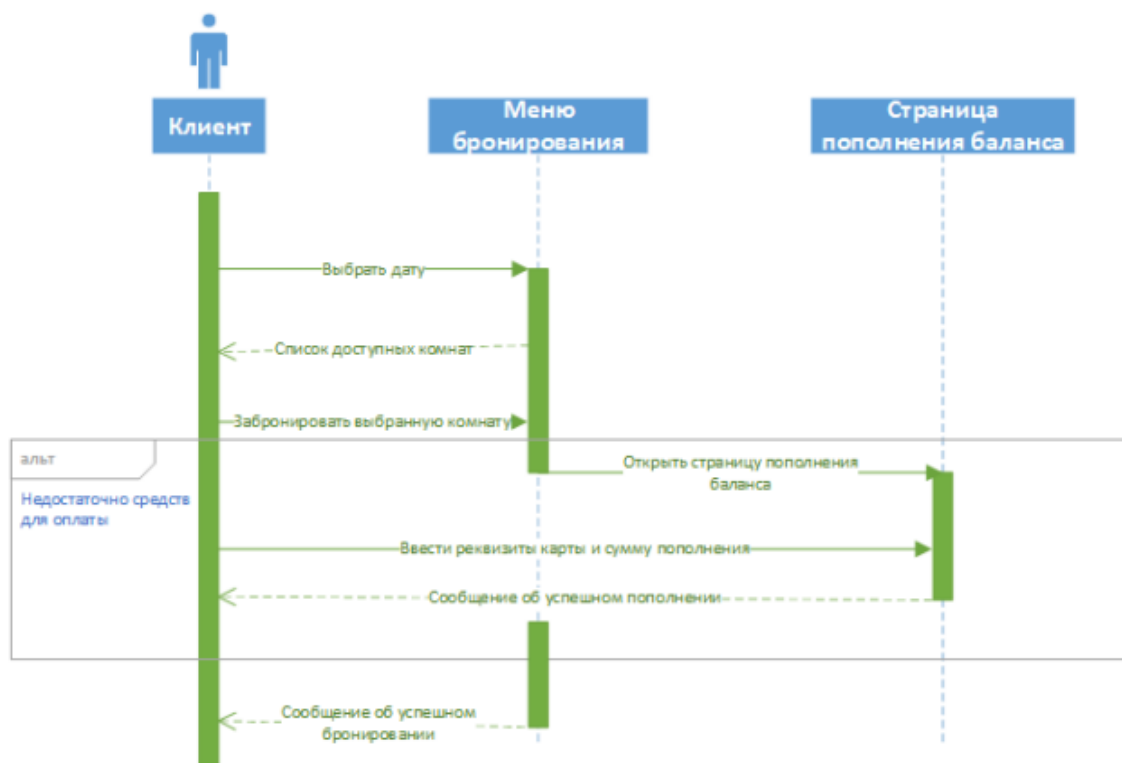 Клиент
Меню
бронирования
Страница
пополнения баланса
Выбрать дату
Список доступных комнат
Забронировать выбранную комнату
альт
Недостаточно средств
для оплаты
Открыть страницу пополнения
баланса
Ввести реквизиты карты и сумму пополнения
Сообщение об успешном пополнении
Сообщение об успешном
бронировании